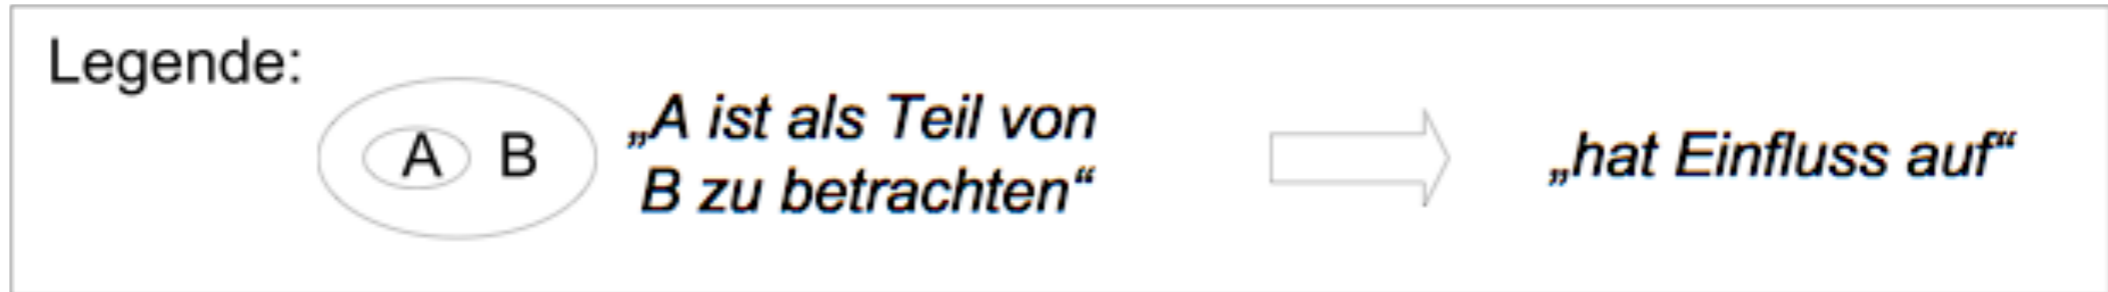 Legende:
A B
„A ist als Teil von
B zu betrachten“
„hat Einfluss auf“